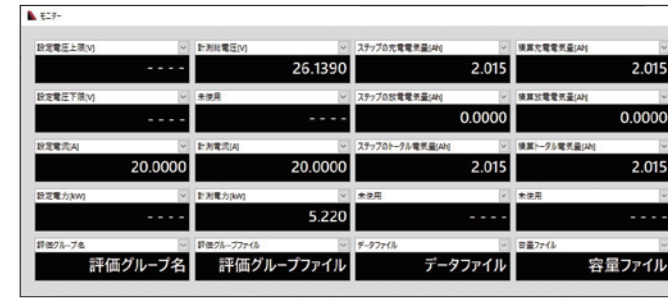 モニター
設定電圧上限[V] 計測総電圧[V] ステップの充電電気量[Ah]積算充電電気量[Ah]
---- 26.1390 2.015 2.015
設定電圧下限[V] 未使用 ステップの放電電気量[Ah]積算放電電気量[Ah]
---- ---- 0.0000 0.0000
設定電流[A] 計測電流[A] ステップのトータル電気量[Ah] 積算トータル電気量[Ah]
20.0000 20.0000 2.015 2.015
設定電力[kW] 計測電力[kW] 未使用 未使用
---- 5.220 ---- ----
評価グループ名 評価グループファイル データファイル 容量ファイル
評価グループ名 評価グループファイル データファイル 容量ファイル